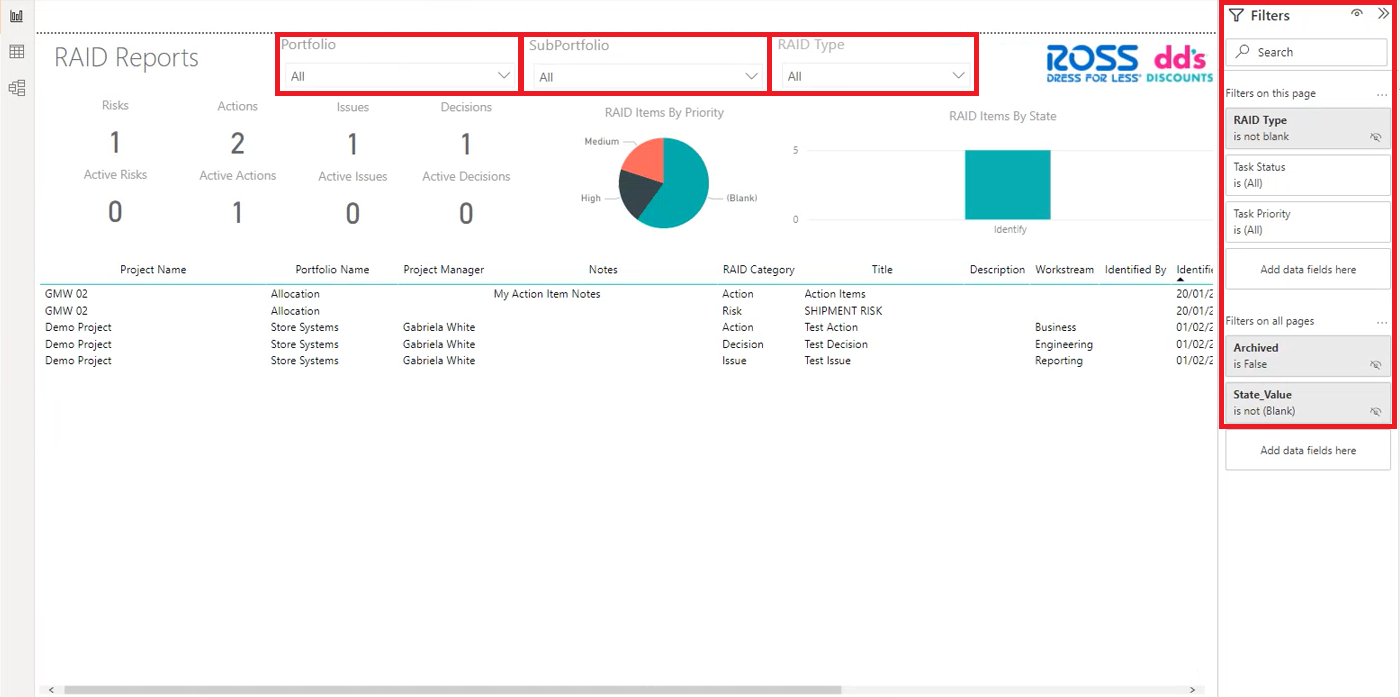 RAID Reports
Portfolio
All
SubPortfolio
All
RAID Type
All
ROSS
DRESS FOR LESS®
dd's
DISCOUNTS
Risks
1
Actions
2
Issues
1
Decisions
1
Active Risks
0
Active Actions
1
Active Issues
0
Active Decisions
0
RAID Items By Priority
Medium
High
(Blank)
RAID Items By State
5
0
Identify
Project Name Portfolio Name Project Manager Notes RAID Category Title Description Workstream Identified By Identifie
GMW 02 Allocation My Action Item Notes Action Action Items 20/01/2
GMW 02 Allocation Risk SHIPMENT RISK 20/01/2
Demo Project Store Systems Gabriela White Action Test Action Business 01/02/2
Demo Project Store Systems Gabriela White Decision Test Decision Engineering 01/02/2
Demo Project Store Systems Gabriela White Issue Test Issue Reporting 01/02/2
Filters
Search
Filters on this page ...
RAID Type
is not blank
Task Status
is (All)
Task Priority
is (All)
Add data fields here
Filters on all pages ...
Archived
is False
State_Value
is not (Blank)
Add data fields here